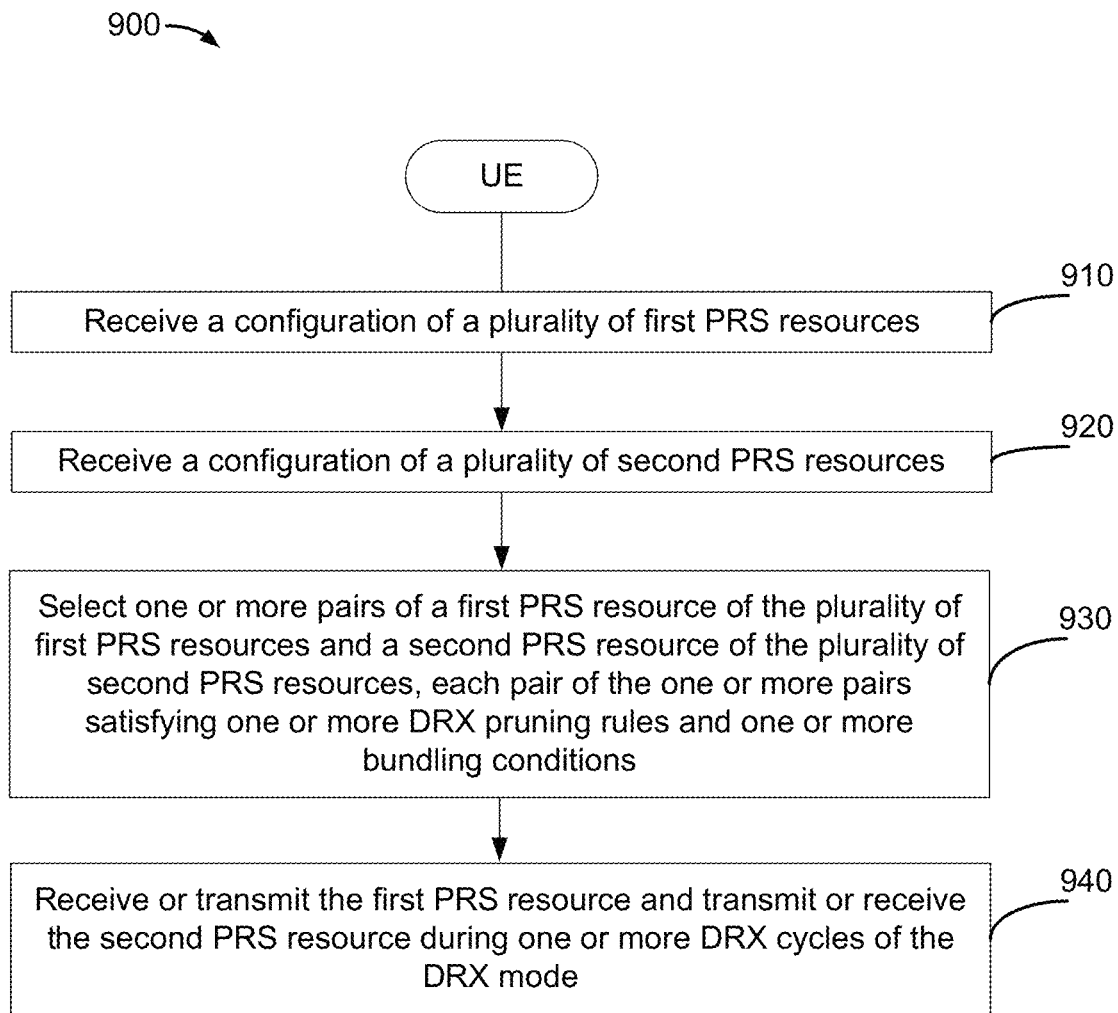 900
UE
910
Receive a configuration of a plurality of first PRS resources
920
Receive a configuration of a plurality of second PRS resources
Select one or more pairs of a first PRS resource of the plurality of
first PRS resources and a second PRS resource of the plurality of
second PRS resources, each pair of the one or more pairs
satisfying one or more DRX pruning rules and one or more
bundling conditions
930
Receive or transmit the first PRS resource and transmit or receive
the second PRS resource during one or more DRX cycles of the
DRX mode
940